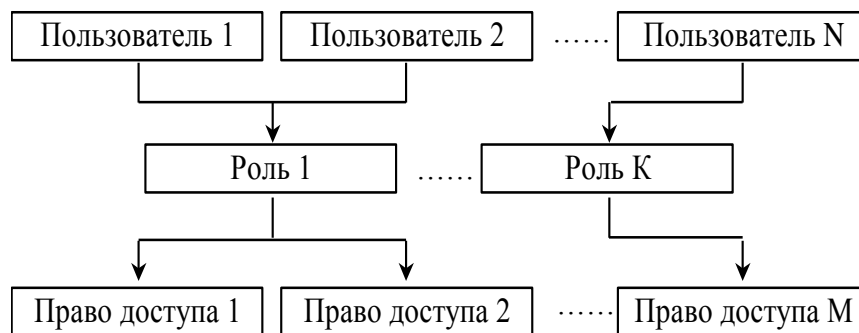 Пользователь 1 Пользователь 2 …… Пользователь N
Роль 1 …… Роль К
Право доступа 1 Право доступа 2 …… Право доступа М